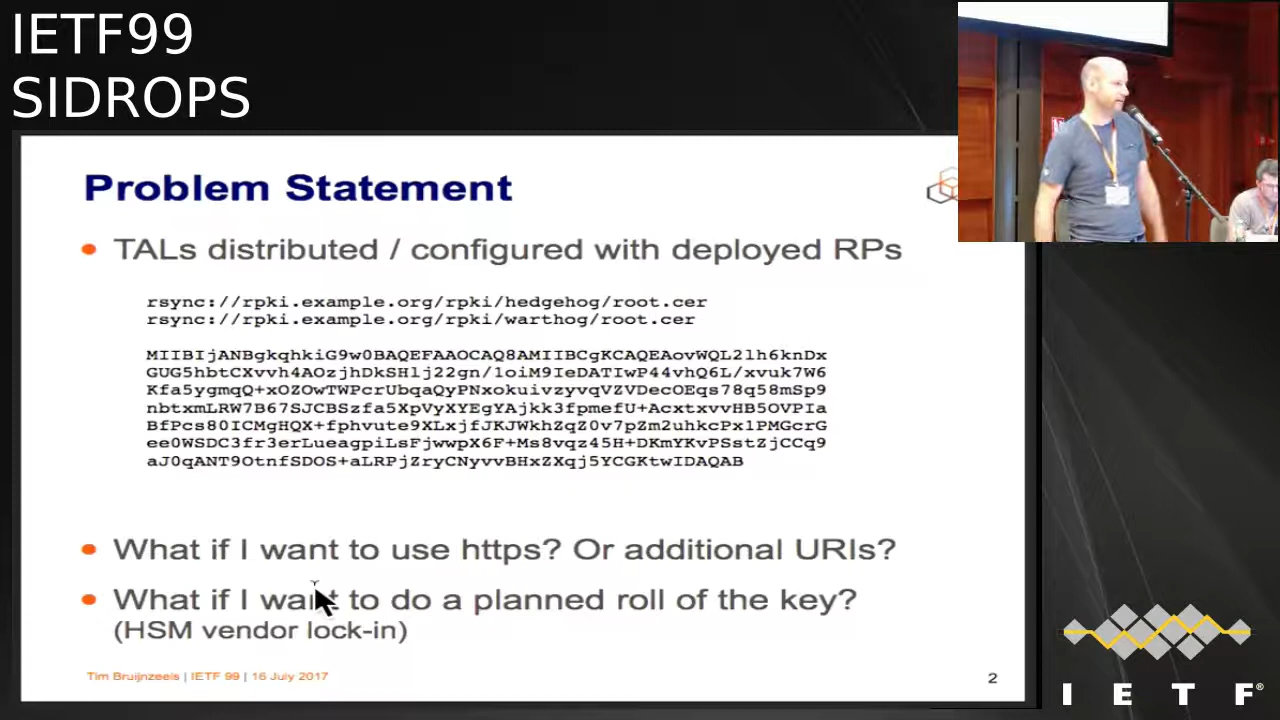 IETF99
SIDROPS
Problem Statement
TALs distributed / configured with deployed RPs
rsync://rpki.example.org/rpki/hedgehog/root.cer
rsync://rpki.example.org/rpki/warthog/root.cer
MIIBIjANBgkqhkiG9w0BAQEFAAOCAQ8AMIIBCgKCAQEAovWQL2lh6knDx
GUG5hbtCXvvh4AOzjhDkSHlj22gn/1oiM9IeDATIwP44vhQ6L/xvuk7W6
Kfa5ygmqQ+xOZOwTWPcrUbqaQyPNxokuivzyvqVZVDecOEqs78q58mSp9
nbtxmLRW7B67SJCBSzfa5XpVyXYEgYAjkk3fpmefU+AcxtxvvHB5OVPIa
BfPcs80ICMgHQX+fphvute9XLxjfJKJWkhZqZ0v7pZm2uhkcPx1PMGcrG
ee0WSDC3fr3erLueagpiLsFjwwpX6F+Ms8vqz45H+DKmYKvPSstZjCCq9
aJ0qANT9OtnfSDOS+aLRPjZryCNyvvBHxZXqj5YCGKtwIDAQAB
What if I want to use https? Or additional URIs?
What if I want to do a planned roll of the key?
(HSM vendor lock-in)
Tim Bruijnzeels | IETF 99 | 16 July 2017
2
I E T F®